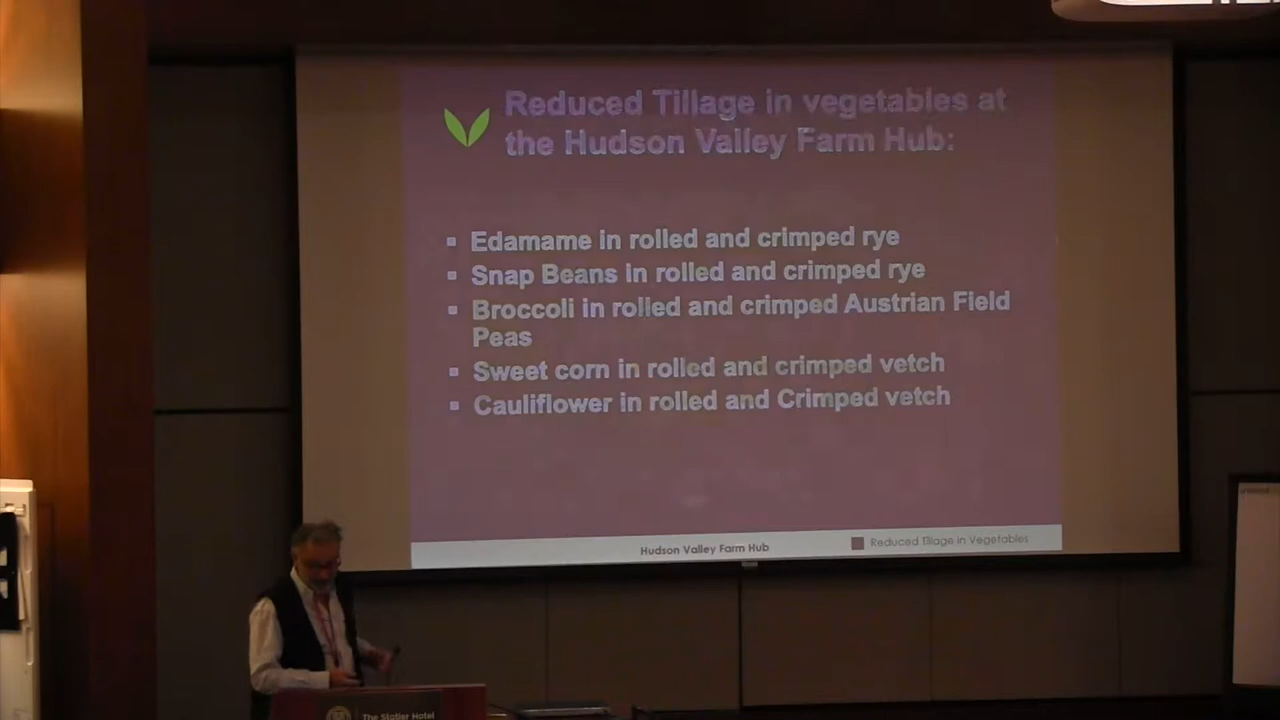 Reduced Tillage in vegetables at
the Hudson Valley Farm Hub:
▪ Edamame in rolled and crimped rye
▪ Snap Beans in rolled and crimped rye
▪ Broccoli in rolled and crimped Austrian Field
Peas
▪ Sweet corn in rolled and crimped vetch
▪ Cauliflower in rolled and Crimped vetch
Hudson Valley Farm Hub
Reduced Tillage in Vegetables
The Statler Hotel